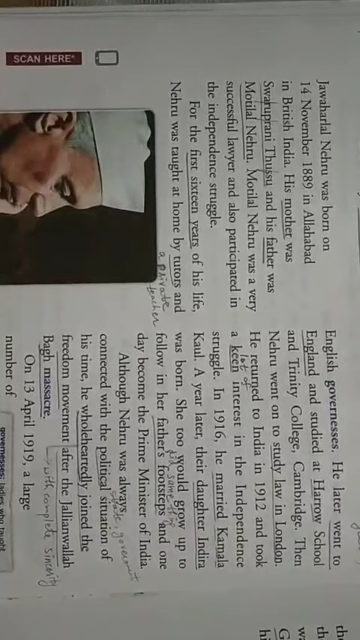 Jawaharlal Nehru was born on
14 November 1889 in Allahabad
in British India. His mother was
Swaruprani Thussu and his father was
Motilal Nehru. Motilal Nehru was a very
successful lawyer and also participated in
the independence struggle.
For the first sixteen years of his life,
Nehru was taught at home by tutors and
a private
teacher
SCAN HERE*
English governesses. He later went to
England and studied at Harrow School
and Trinity College, Cambridge. Then
Nehru went on to study law in London.
He returned to India in 1912 and took
lot of
a keen interest in the Independence
struggle. In 1916, he married Kamala
Kaul. A year later, their daughter Indira
was born. She too would grow up to
follow in her father's footsteps and one
day become the Prime Minister of India.
Although Nehru was always
connected with the political situation of
his time, he wholeheartedly joined the
freedom movement after the Jallianwallah
Bagh massacre.
with complete sincerity
On 13 April 1919, a large
number of
governesses: ladies who taught